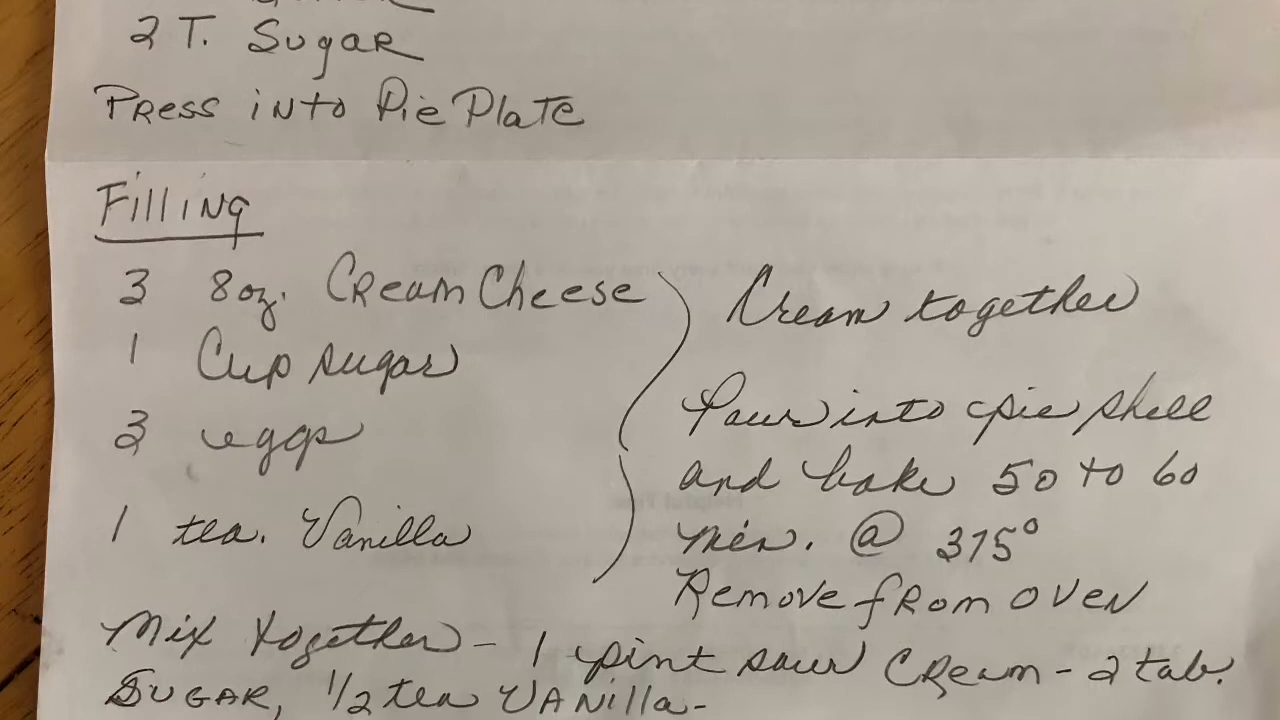 2 T. Sugar
Press into Pie Plate
Filling
3 8 oz. Cream Cheese
1 Cup sugar
3 eggs
1 tea. Vanilla
Cream together
Pour into pie shell
and bake 50 to 60
min. @ 375°
Remove from oven
Mix together - 1 pint sour cream - 2 tab.
Sugar, 1/2 tea Vanilla -